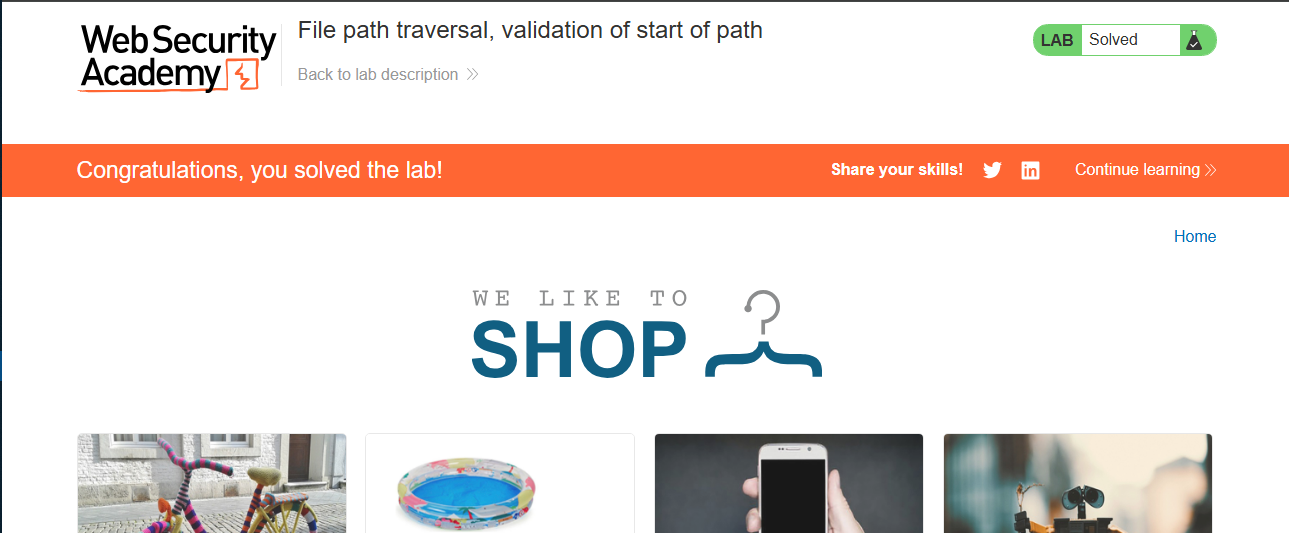 Web Security
Academy
File path traversal, validation of start of path
Back to lab description
LAB Solved
Congratulations, you solved the lab!
Share your skills!
Continue learning
Home
WE LIKE TO
SHOP